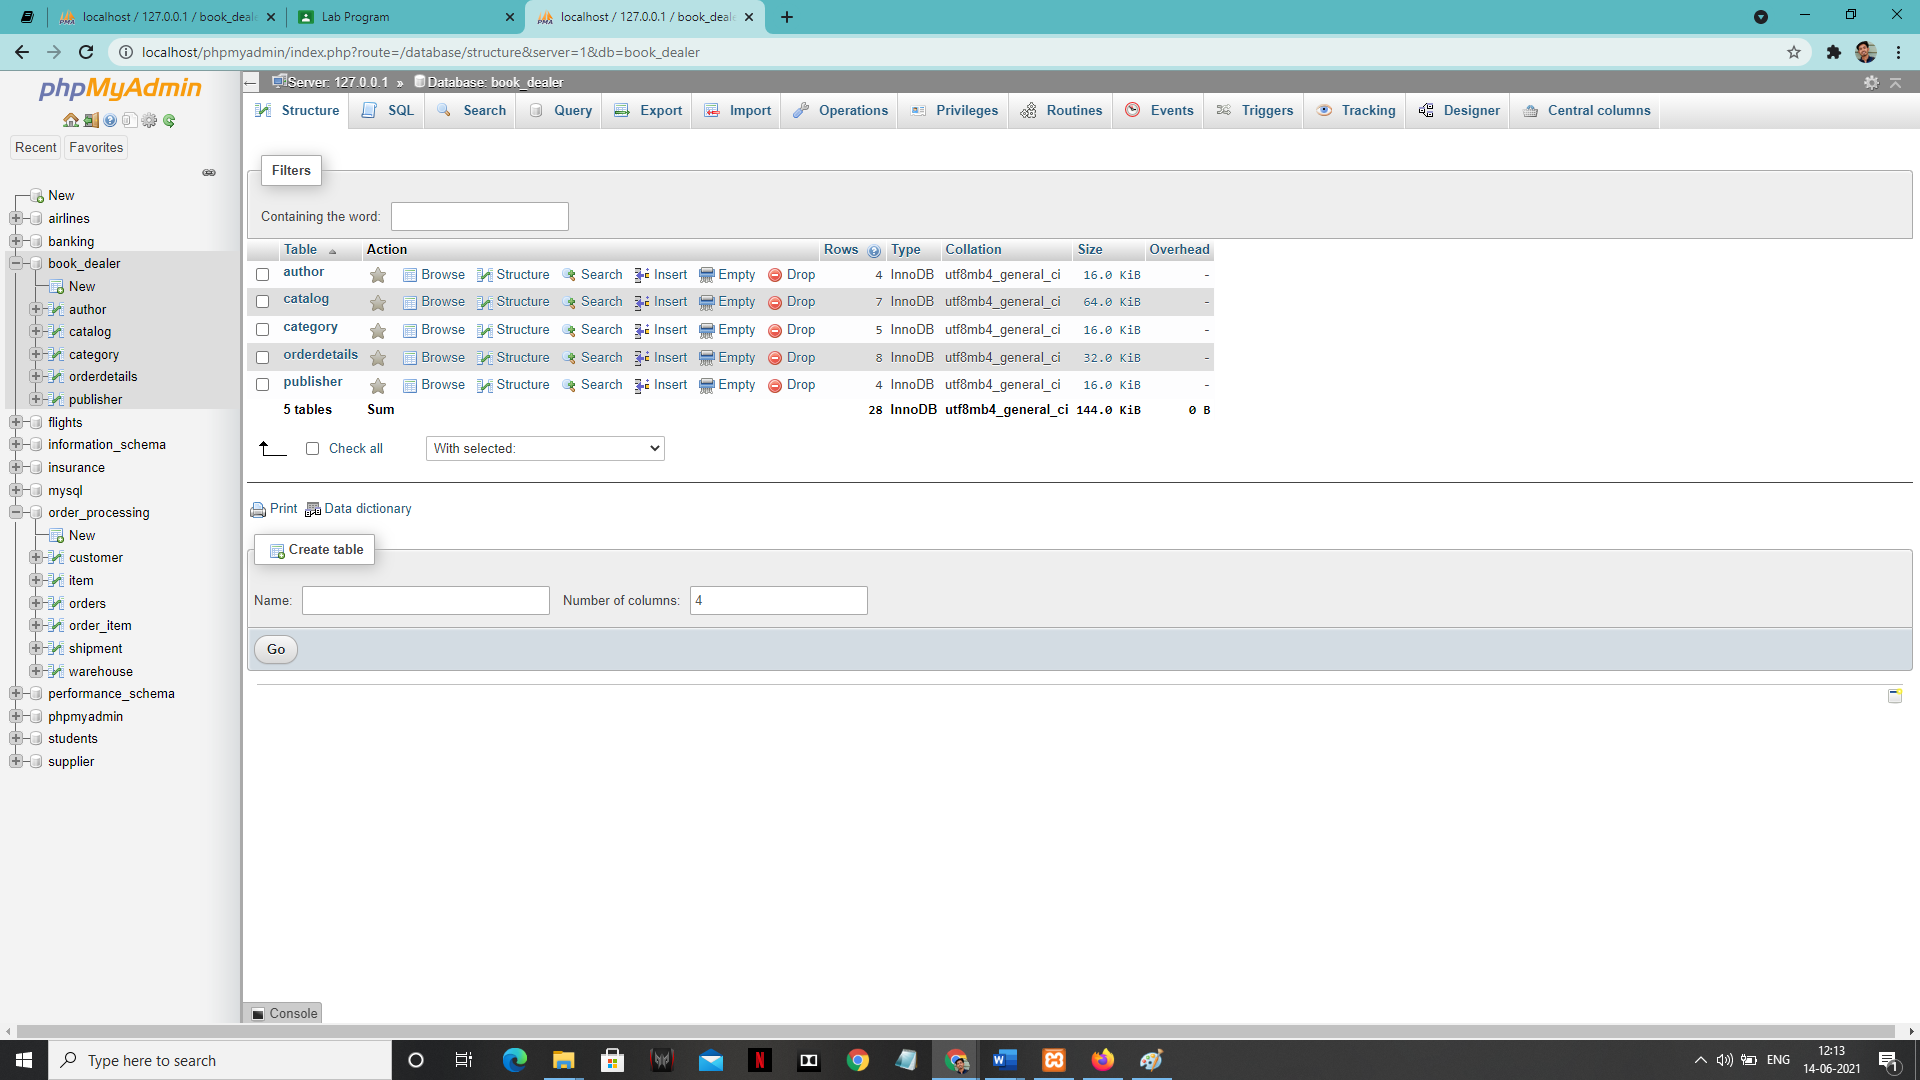 localhost / 127.0.0.1 / book_deale
Lab Program
localhost / 127.0.0.1 / book_deale
localhost/phpmyadmin/index.php?route=/database/structure&server=1&db=book_dealer
phpMyAdmin
Recent
Favorites
New
airlines
banking
book_dealer
New
author
catalog
category
orderdetails
publisher
flights
information_schema
insurance
mysql
order_processing
New
customer
item
orders
order_item
shipment
warehouse
performance_schema
phpmyadmin
students
supplier
Server: 127.0.0.1 » Database: book_dealer
Structure SQL Search Query Export Import Operations Privileges Routines Events Triggers Tracking Designer Central columns
Filters
Containing the word:
Table Action Rows Type Collation Size Overhead
author Browse Structure Search Insert Empty Drop 4 InnoDB utf8mb4_general_ci 16.0 KiB -
catalog Browse Structure Search Insert Empty Drop 7 InnoDB utf8mb4_general_ci 64.0 KiB -
category Browse Structure Search Insert Empty Drop 5 InnoDB utf8mb4_general_ci 16.0 KiB -
orderdetails Browse Structure Search Insert Empty Drop 8 InnoDB utf8mb4_general_ci 32.0 KiB -
publisher Browse Structure Search Insert Empty Drop 4 InnoDB utf8mb4_general_ci 16.0 KiB -
5 tables Sum 28 InnoDB utf8mb4_general_ci 144.0 KiB 0 B
Check all With selected:
Print Data dictionary
Create table
Name: Number of columns: 4
Go
Console
Type here to search
ENG
12:13
14-06-2021
1